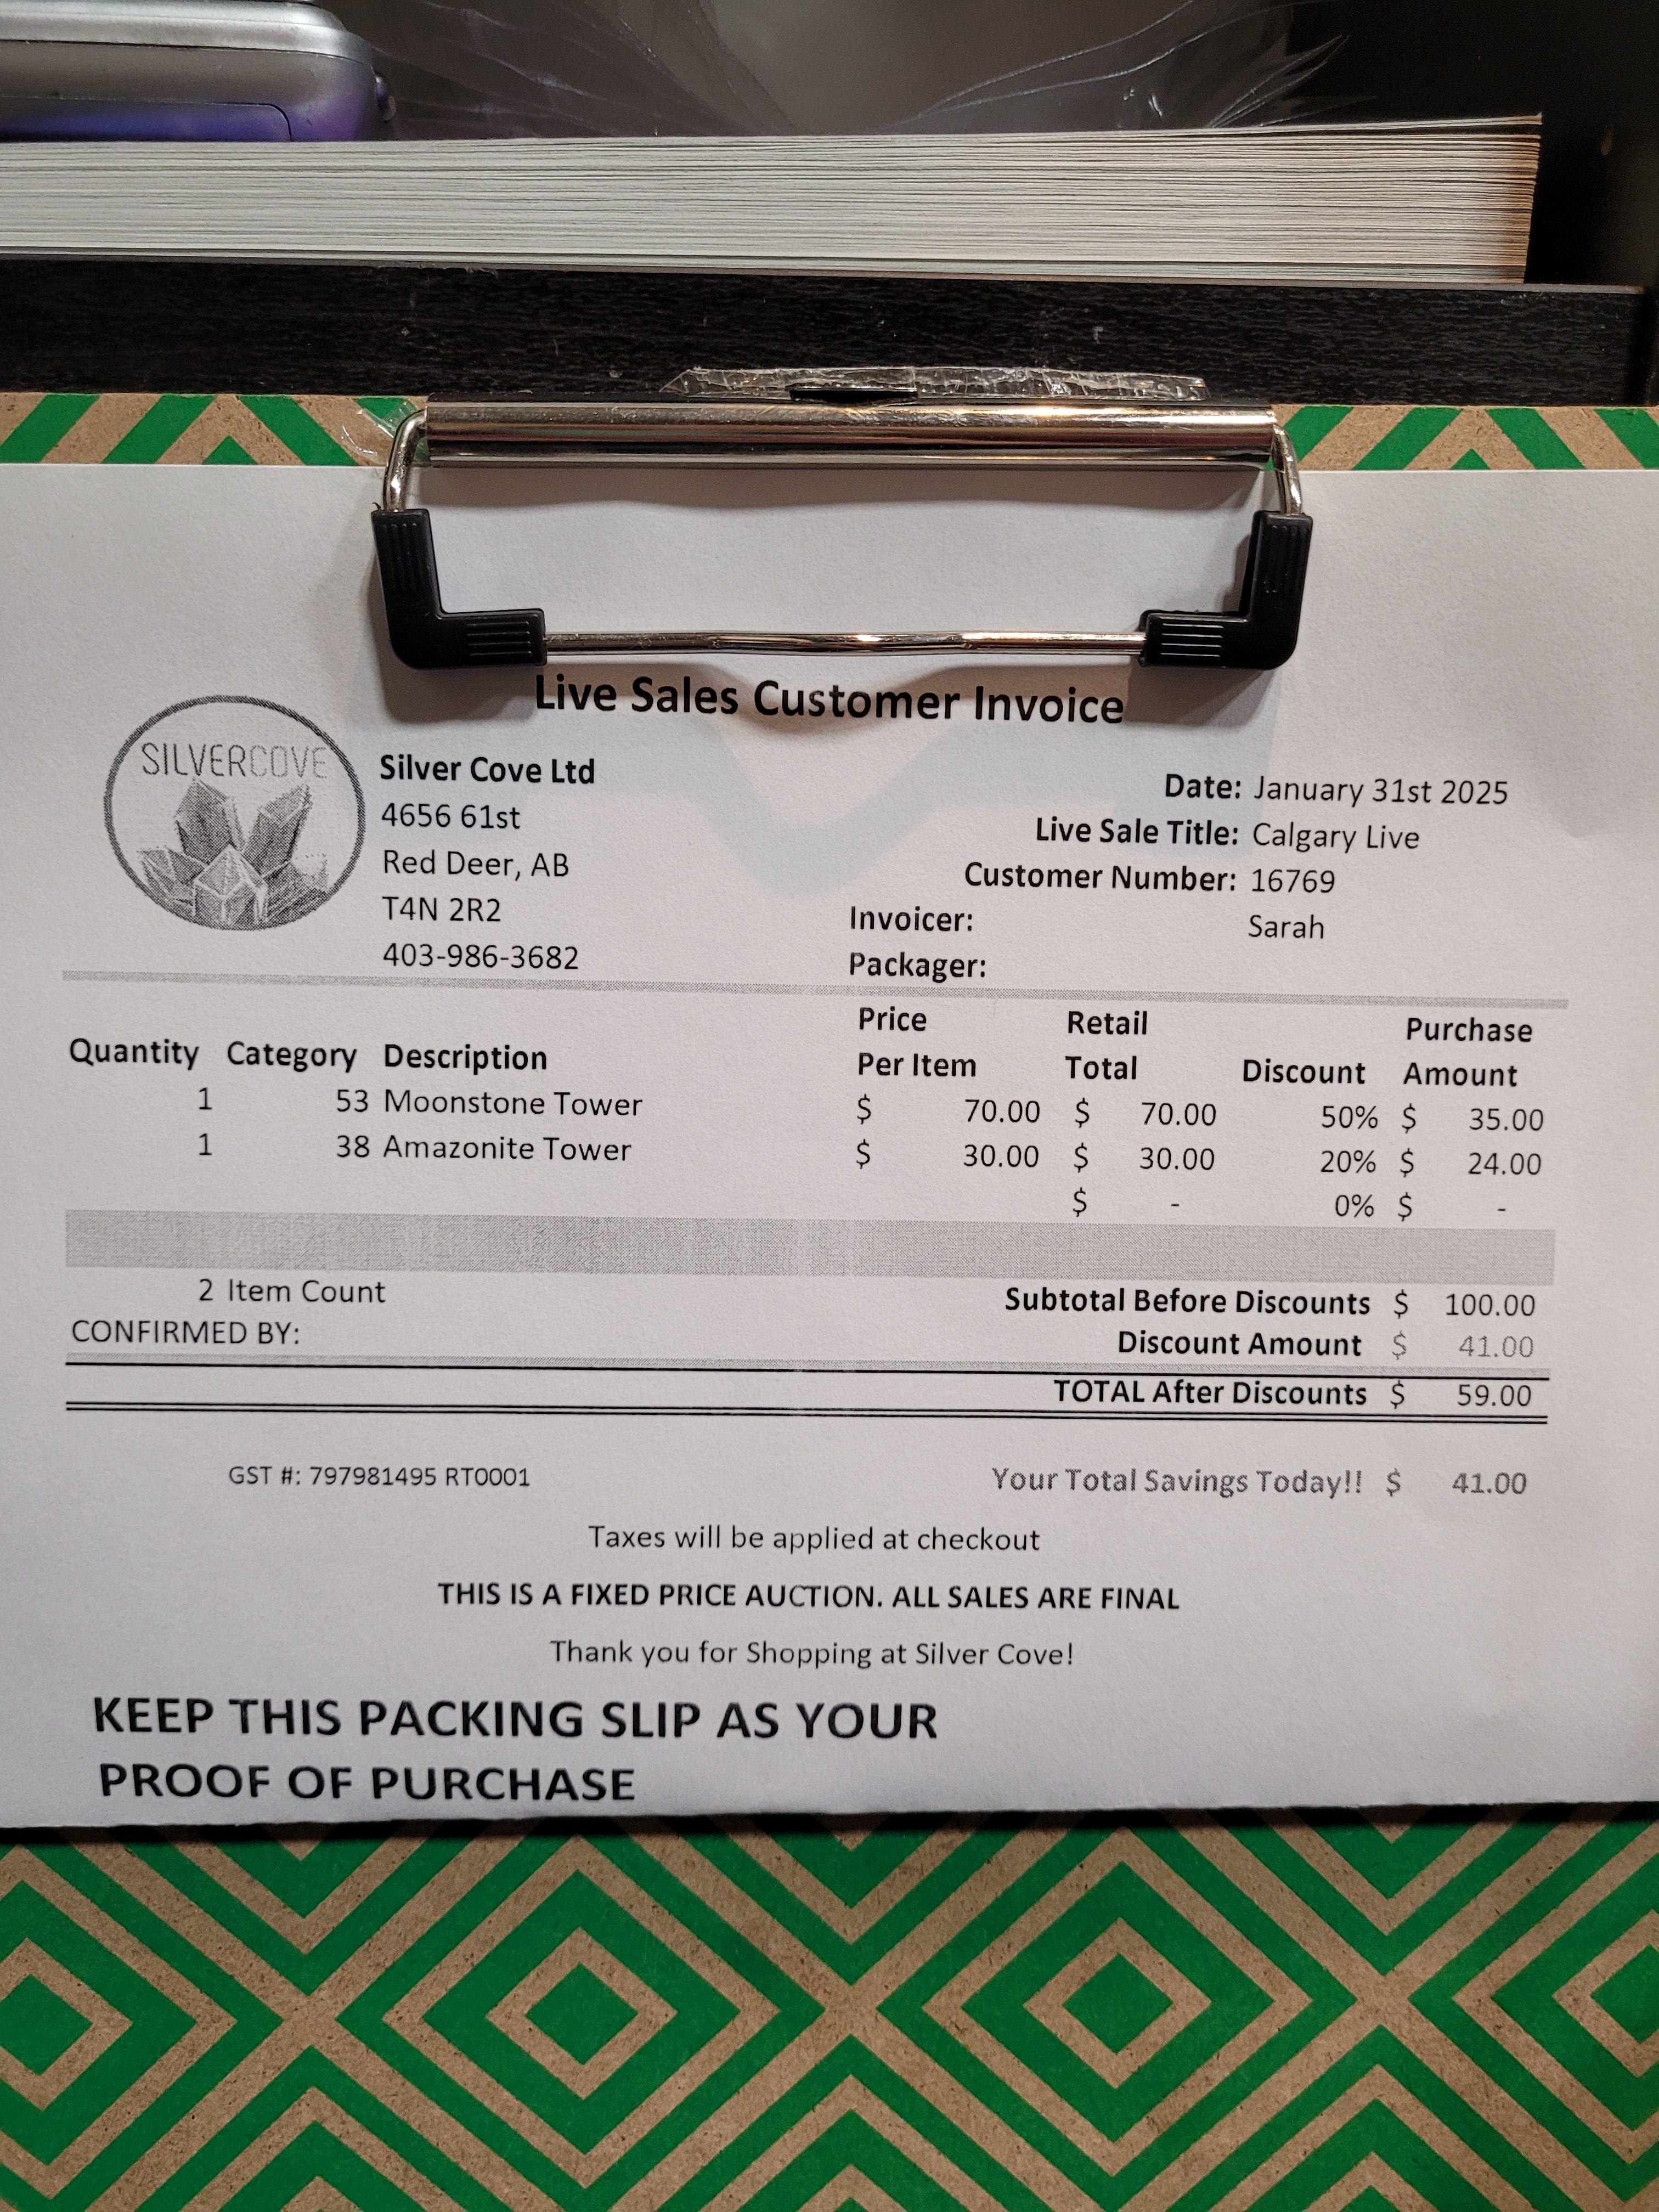 Live Sales Customer Invoice
SILVERCOVE
Silver Cove Ltd
4656 61st
Red Deer, AB
T4N 2R2
403-986-3682
Date: January 31st 2025
Live Sale Title: Calgary Live
Customer Number: 16769
Invoicer: Sarah
Packager:
Quantity Category Description Price Per Item Retail Total Discount Purchase Amount
1 53 Moonstone Tower $ 70.00 $ 70.00 50% $ 35.00
1 38 Amazonite Tower $ 30.00 $ 30.00 20% $ 24.00
$ - 0% $ -
2 Item Count Subtotal Before Discounts $ 100.00
CONFIRMED BY: Discount Amount $ 41.00
TOTAL After Discounts $ 59.00
GST #: 797981495 RT0001 Your Total Savings Today!! $ 41.00
Taxes will be applied at checkout
THIS IS A FIXED PRICE AUCTION. ALL SALES ARE FINAL
Thank you for Shopping at Silver Cove!
KEEP THIS PACKING SLIP AS YOUR
PROOF OF PURCHASE